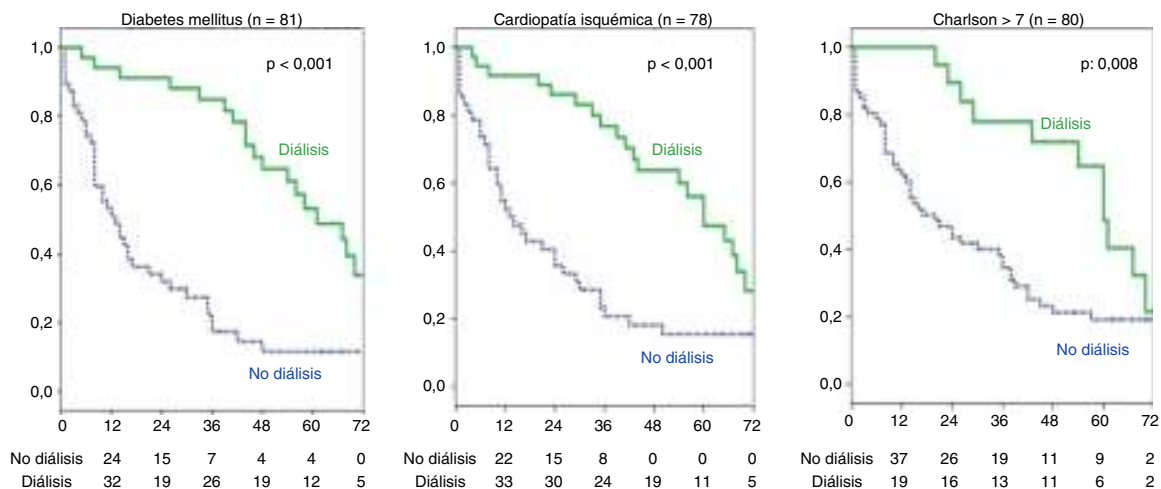 Diabetes mellitus (n = 81)
1,0
0,8
0,6
0,4
0,2
0,0
p < 0,001
Diálisis
No diálisis
0 12 24 36 48 60 72
No diálisis 24 15 7 4 4 0
Diálisis 32 19 26 19 12 5
Cardiopatía isquémica (n = 78)
1,0
0,8
0,6
0,4
0,2
0,0
p < 0,001
Diálisis
No diálisis
0 12 24 36 48 60 72
No diálisis 22 15 8 0 0 0
Diálisis 33 30 24 19 11 5
Charlson > 7 (n = 80)
1,0
0,8
0,6
0,4
0,2
0,0
p: 0,008
Diálisis
No diálisis
0 12 24 36 48 60 72
No diálisis 37 26 19 11 9 2
Diálisis 19 16 13 11 6 2